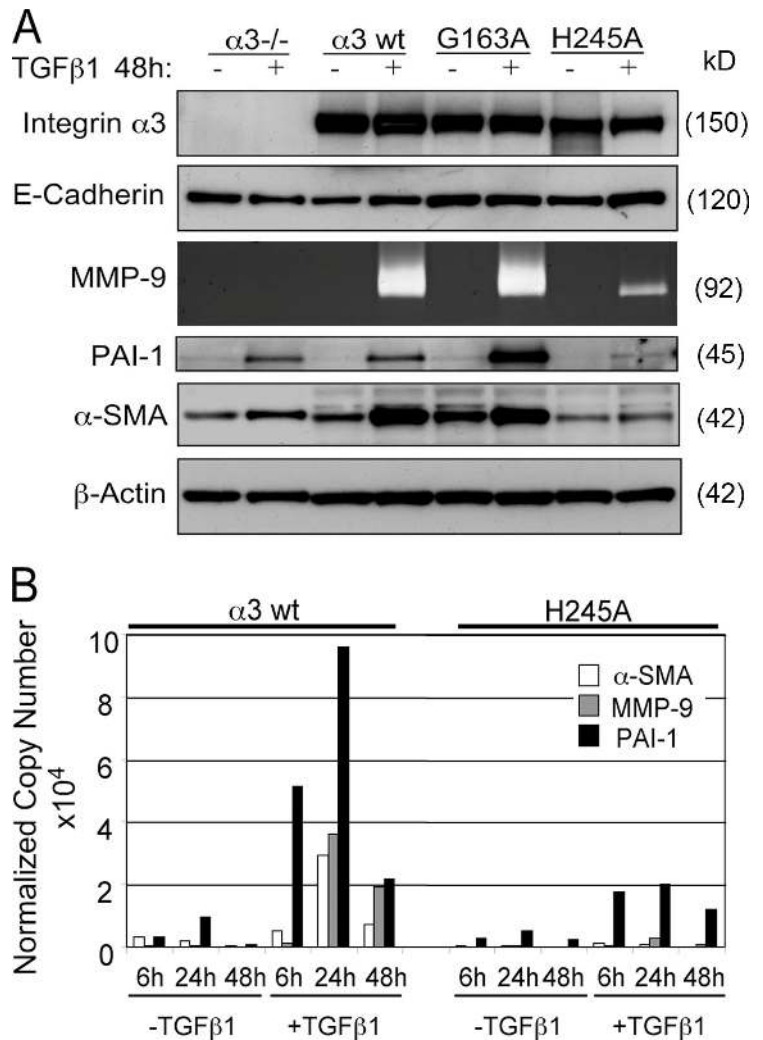 A
α3-/- α3 wt G163A H245A
TGFβ1 48h: - + - + - + - + kD
Integrin α3 (150)
E-Cadherin (120)
MMP-9 (92)
PAI-1 (45)
α-SMA (42)
β-Actin (42)
B
α3 wt H245A
Normalized Copy Number
x10⁴
10
8
6
4
2
0
α-SMA
MMP-9
PAI-1
6h 24h 48h 6h 24h 48h 6h 24h 48h 6h 24h 48h
-TGFβ1 +TGFβ1 -TGFβ1 +TGFβ1